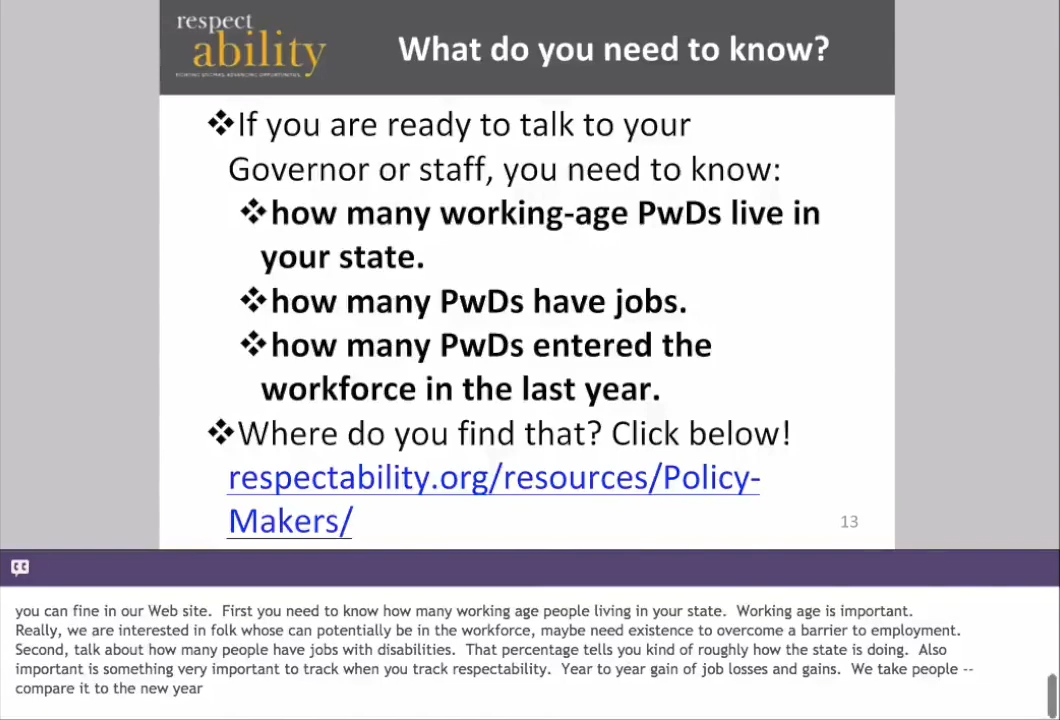 respect
ability
What do you need to know?
❖If you are ready to talk to your
Governor or staff, you need to know:
❖how many working-age PwDs live in
your state.
❖how many PwDs have jobs.
❖how many PwDs entered the
workforce in the last year.
❖Where do you find that? Click below!
respectability.org/resources/Policy-
Makers/
13
you can fine in our Web site.  First you need to know how many working age people living in your state.  Working age is important.
Really, we are interested in folk whose can potentially be in the workforce, maybe need existence to overcome a barrier to employment.
Second, talk about how many people have jobs with disabilities.  That percentage tells you kind of roughly how the state is doing.  Also
important is something very important to track when you track respectability.  Year to year gain of job losses and gains.  We take people --
compare it to the new year